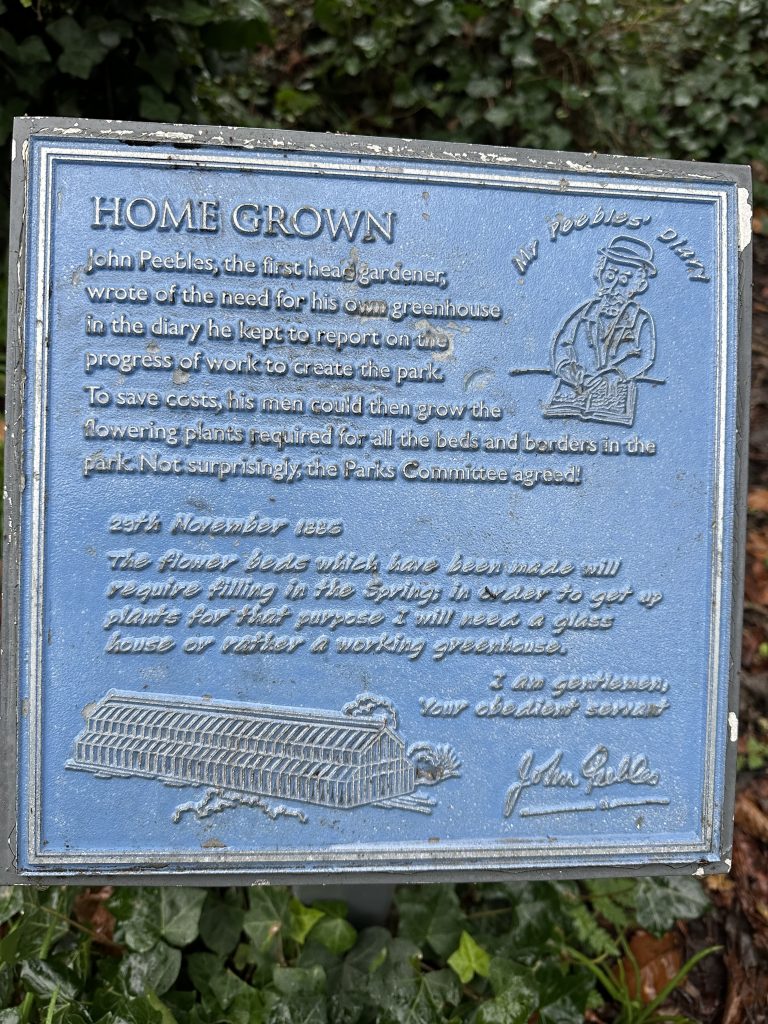 HOME GROWN
Mr Peebles' Diary
John Peebles, the first head gardener,
wrote of the need for his own greenhouse
in the diary he kept to report on the
progress of work to create the park.
To save costs, his men could then grow the
flowering plants required for all the beds and borders in the
park. Not surprisingly, the Parks Committee agreed!
29th November 1886
The flower beds which have been made will
require filling in the Spring; in order to get up
plants for that purpose I will need a glass
house or rather a working greenhouse.
I am gentlemen,
Your obedient servant
John Peebles